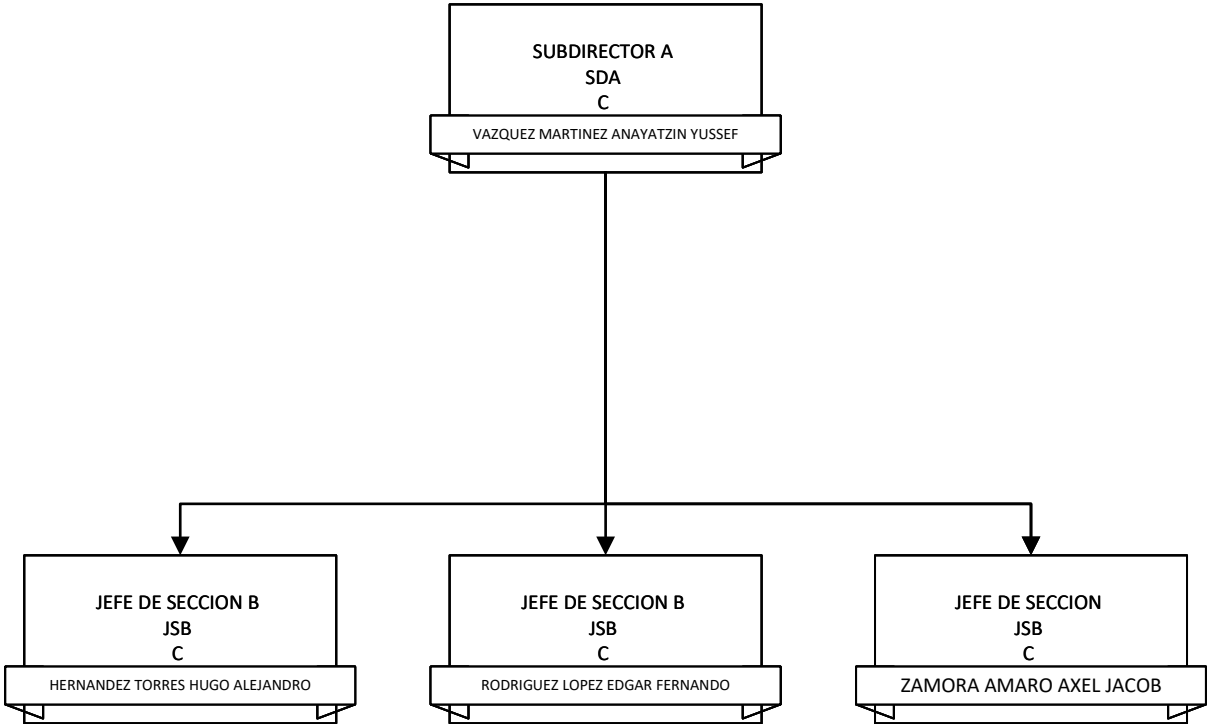 SUBDIRECTOR A
SDA
C
VAZQUEZ MARTINEZ ANAYATZIN YUSSEF
JEFE DE SECCION B
JSB
C
HERNANDEZ TORRES HUGO ALEJANDRO
JEFE DE SECCION B
JSB
C
RODRIGUEZ LOPEZ EDGAR FERNANDO
JEFE DE SECCION
JSB
C
ZAMORA AMARO AXEL JACOB